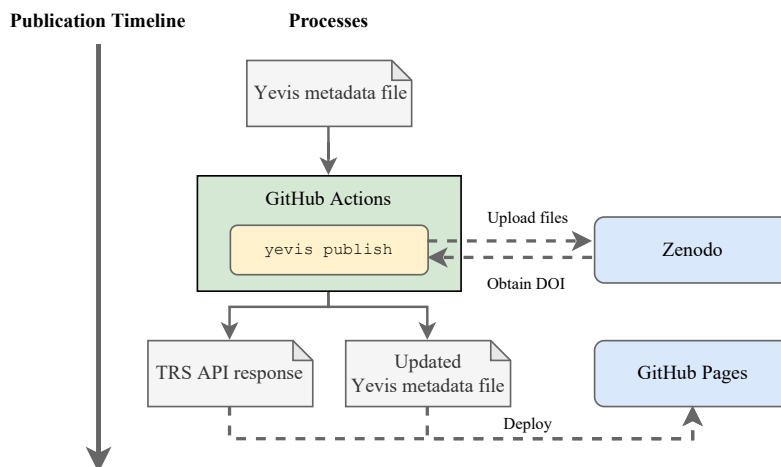 Publication Timeline
Processes
Yevis metadata file
GitHub Actions
yevis publish
Upload files
Obtain DOI
Zenodo
TRS API response
Updated
Yevis metadata file
GitHub Pages
Deploy